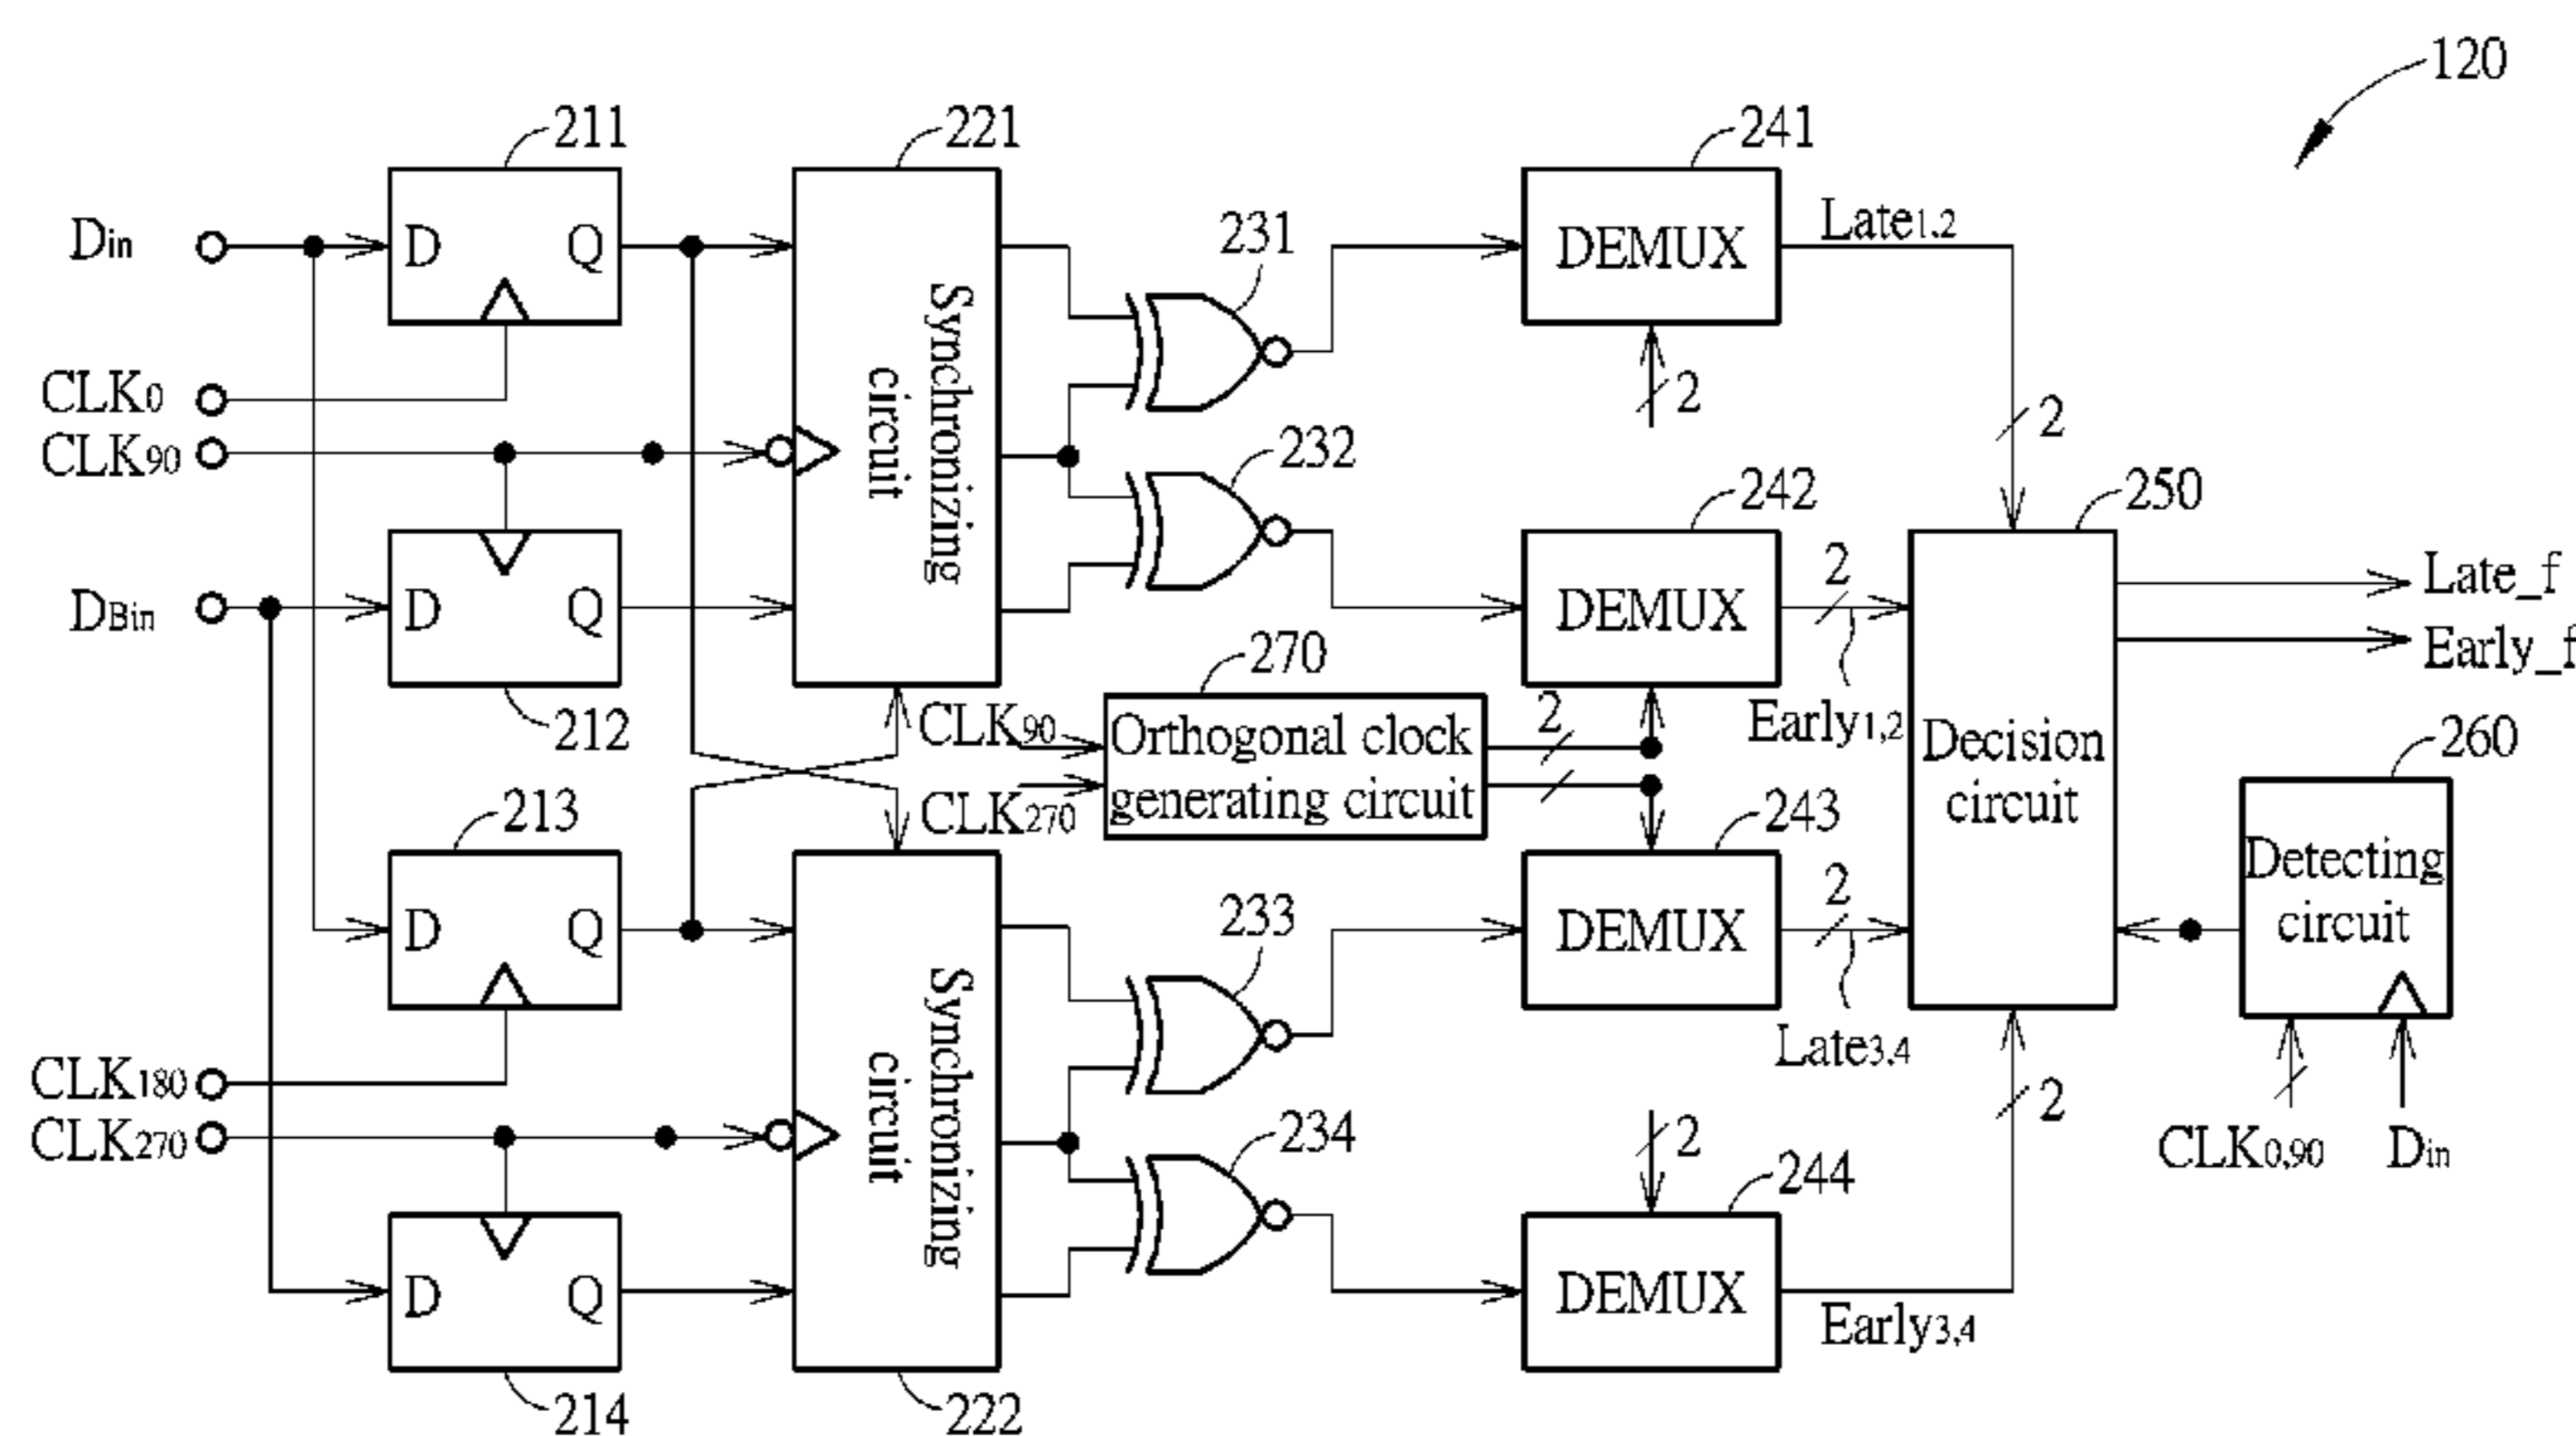 120
211
221
241
Din
D Q
231
DEMUX
Late1,2
CLK0
CLK90
2
2
Synchronizing
circuit
232
242
250
DBin
D Q
DEMUX
2
Late_f
Early_f
212
270
CLK90
CLK270
Orthogonal clock
generating circuit
2
Early1,2
Decision
circuit
260
213
243
Detecting
circuit
D Q
233
DEMUX
2
Late3,4
CLK180
CLK270
Synchronizing
circuit
234
2
244
2
CLK0,90
Din
D Q
DEMUX
Early3,4
214
222